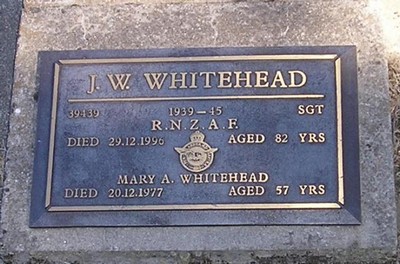 J. W. WHITEHEAD
39439 1939–45 SGT
R.N.Z.A.F.
DIED 29.12.1996 AGED 82 YRS
MARY A. WHITEHEAD
DIED 20.12.1977 AGED 57 YRS